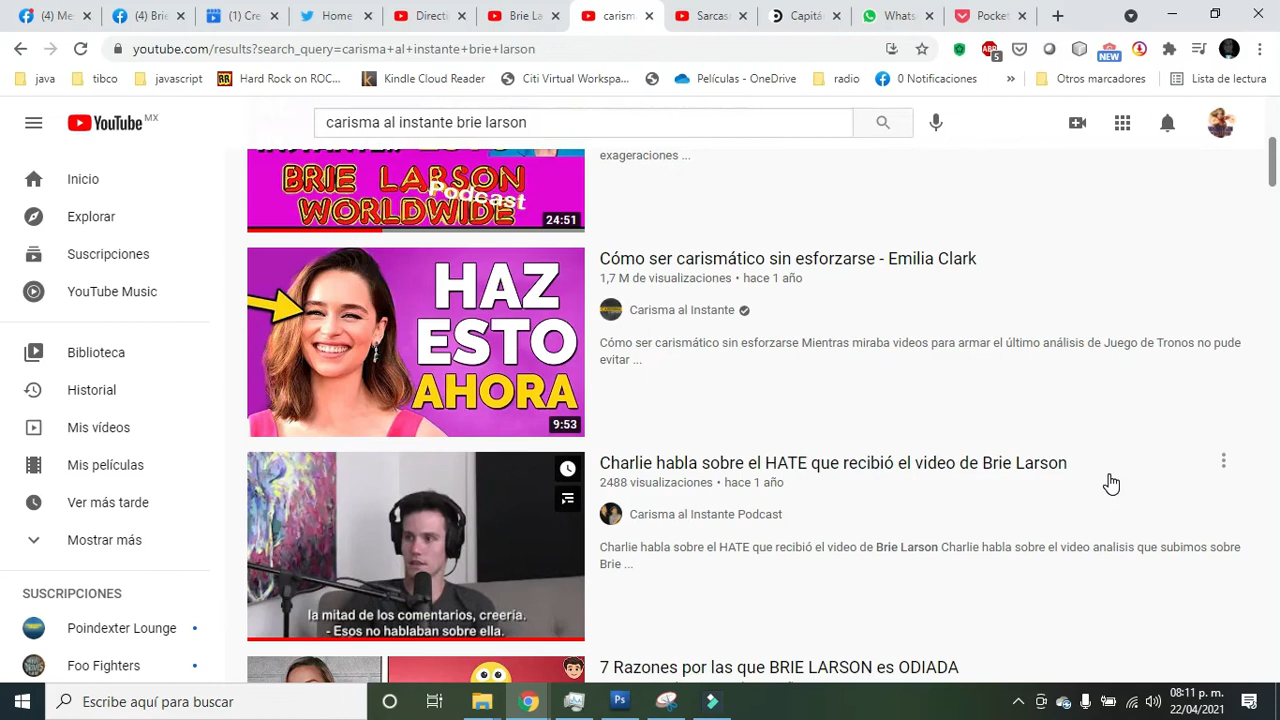 (4) Me
(4) Brie
(1) Cre
Home
Directi
Brie La
carism
Sarcas
Capitá
Whats
Pocket
youtube.com/results?search_query=carisma+al+instante+brie+larson
5
NEW
java
tibco
javascript
Hard Rock on ROC...
Kindle Cloud Reader
Citi Virtual Workspa...
Películas - OneDrive
radio
0 Notificaciones
»
Otros marcadores
Lista de lectura
YouTube MX
carisma al instante brie larson
Inicio
Explorar
Suscripciones
YouTube Music
Biblioteca
Historial
Mis vídeos
Mis películas
Ver más tarde
Mostrar más
SUSCRIPCIONES
Poindexter Lounge
Foo Fighters
BRIE LARSON
Podcast
WORLDWIDE
24:51
exageraciones ...
HAZ
ESTO
AHORA
9:53
Cómo ser carismático sin esforzarse - Emilia Clark
1,7 M de visualizaciones • hace 1 año
Carisma al Instante
Cómo ser carismático sin esforzarse Mientras miraba videos para armar el último análisis de Juego de Tronos no pude
evitar ...
la mitad de los comentarios, creería.
- Esos no hablaban sobre ella.
Charlie habla sobre el HATE que recibió el video de Brie Larson
2488 visualizaciones • hace 1 año
Carisma al Instante Podcast
Charlie habla sobre el HATE que recibió el video de Brie Larson Charlie habla sobre el video analisis que subimos sobre
Brie ...
7 Razones por las que BRIE LARSON es ODIADA
Escribe aquí para buscar
Ps
08:11 p. m.
22/04/2021